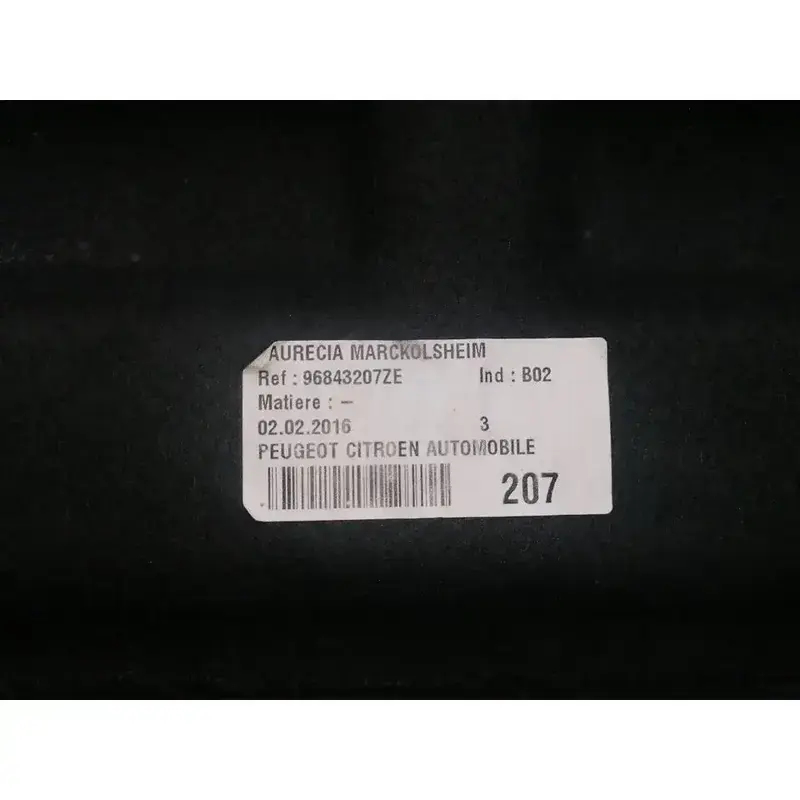 AURECIA MARCKOLSHEIM
Ref : 96843207ZE Ind : B02
Matiere : -
02.02.2016 3
PEUGEOT CITROEN AUTOMOBILE
207